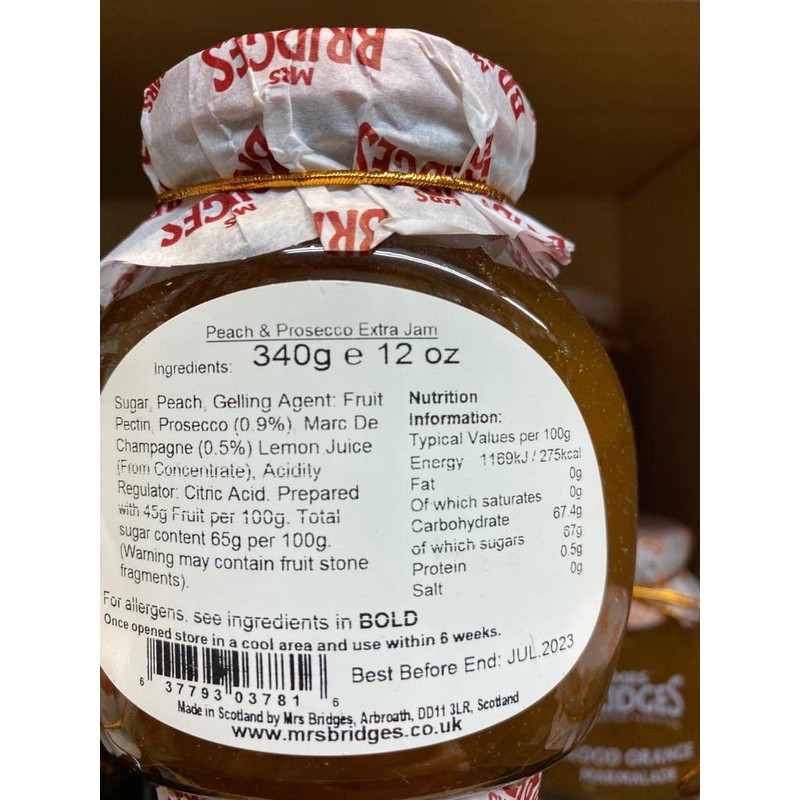 MRS
BRIDGES
Peach & Prosecco Extra Jam
Ingredients: 340g e 12 oz
Sugar, Peach, Gelling Agent: Fruit
Pectin, Prosecco (0.9%), Marc De
Champagne (0.5%) Lemon Juice
(From Concentrate), Acidity
Regulator: Citric Acid. Prepared
with 45g Fruit per 100g. Total
sugar content 65g per 100g.
(Warning may contain fruit stone
fragments).
Nutrition
Information:
Typical Values per 100g
Energy 1169kJ / 275kcal
Fat 0g
Of which saturates 0g
Carbohydrate 67.4g
of which sugars 67g
Protein 0.5g
Salt 0g
For allergens, see ingredients in BOLD
Once opened store in a cool area and use within 6 weeks.
Best Before End: JUL.2023
6 37793 03781 6
Made in Scotland by Mrs Bridges, Arbroath, DD11 3LR, Scotland
www.mrsbridges.co.uk
BRIDGES
BLOOD ORANGE
MARMALADE